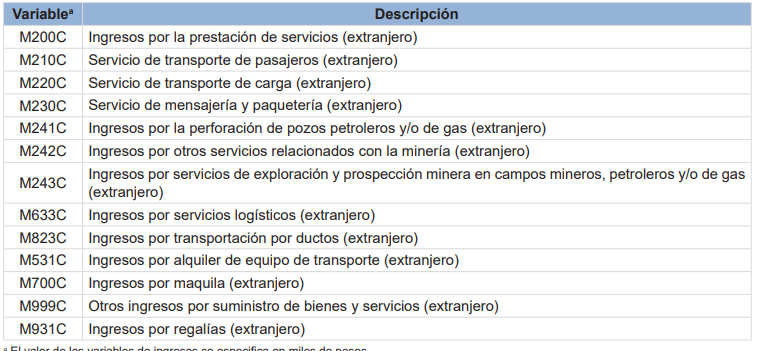 Variableª Descripción
M200C Ingresos por la prestación de servicios (extranjero)
M210C Servicio de transporte de pasajeros (extranjero)
M220C Servicio de transporte de carga (extranjero)
M230C Servicio de mensajería y paquetería (extranjero)
M241C Ingresos por la perforación de pozos petroleros y/o de gas (extranjero)
M242C Ingresos por otros servicios relacionados con la minería (extranjero)
M243C Ingresos por servicios de exploración y prospección minera en campos mineros, petroleros y/o de gas
(extranjero)
M633C Ingresos por servicios logísticos (extranjero)
M823C Ingresos por transportación por ductos (extranjero)
M531C Ingresos por alquiler de equipo de transporte (extranjero)
M700C Ingresos por maquila (extranjero)
M999C Otros ingresos por suministro de bienes y servicios (extranjero)
M931C Ingresos por regalías (extranjero)
ª El valor de las variables de ingresos se especifica en miles de pesos